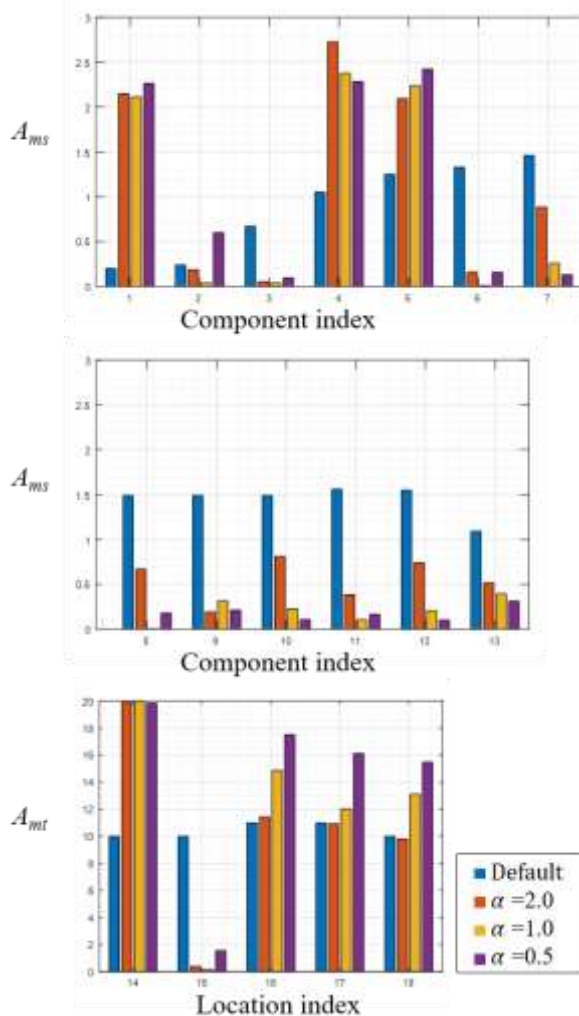 3
2.5
A_ms
2
1.5
1
0.5
0
1 2 3 4 5 6 7
Component index
3
2.5
2
A_ms
1.5
1
0.5
0
8 9 10 11 12 13
Component index
20
18
16
14
12
A_mt
10
8
6
4
2
0
14 15 16 17 18
Location index
Default
α =2.0
α =1.0
α =0.5